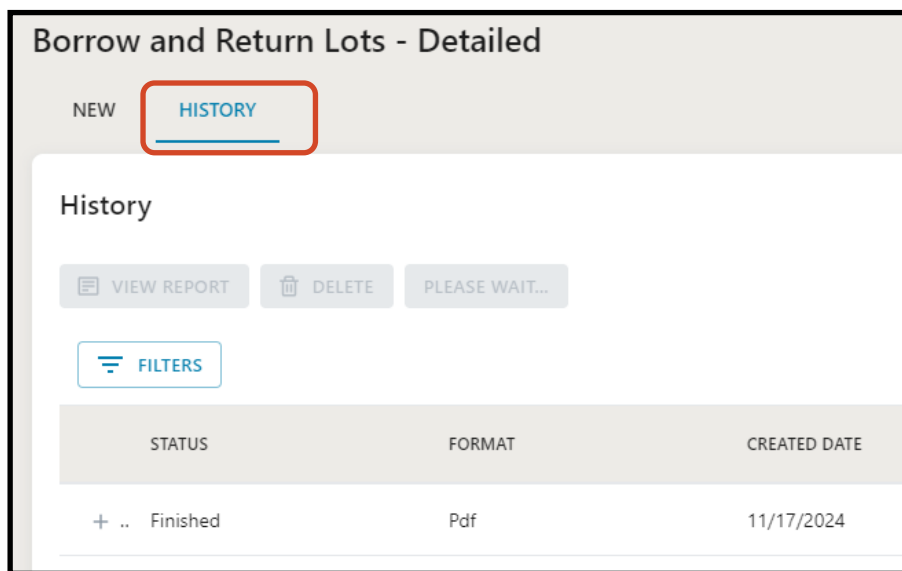 Borrow and Return Lots - Detailed
NEW HISTORY
History
VIEW REPORT DELETE PLEASE WAIT...
FILTERS
STATUS FORMAT CREATED DATE
+ .. Finished Pdf 11/17/2024